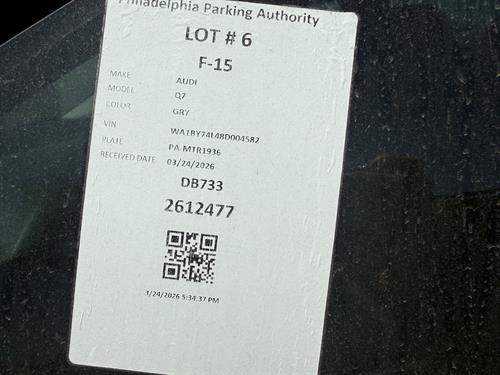 Philadelphia Parking Authority
LOT # 6
F-15
MAKE AUDI
MODEL Q7
COLOR GRY
VIN WA1BY74L48D004587
PLATE PA-MTR1936
RECEIVED DATE 03/24/2026
DB733
2612477
3/24/2026 5:34:37 PM